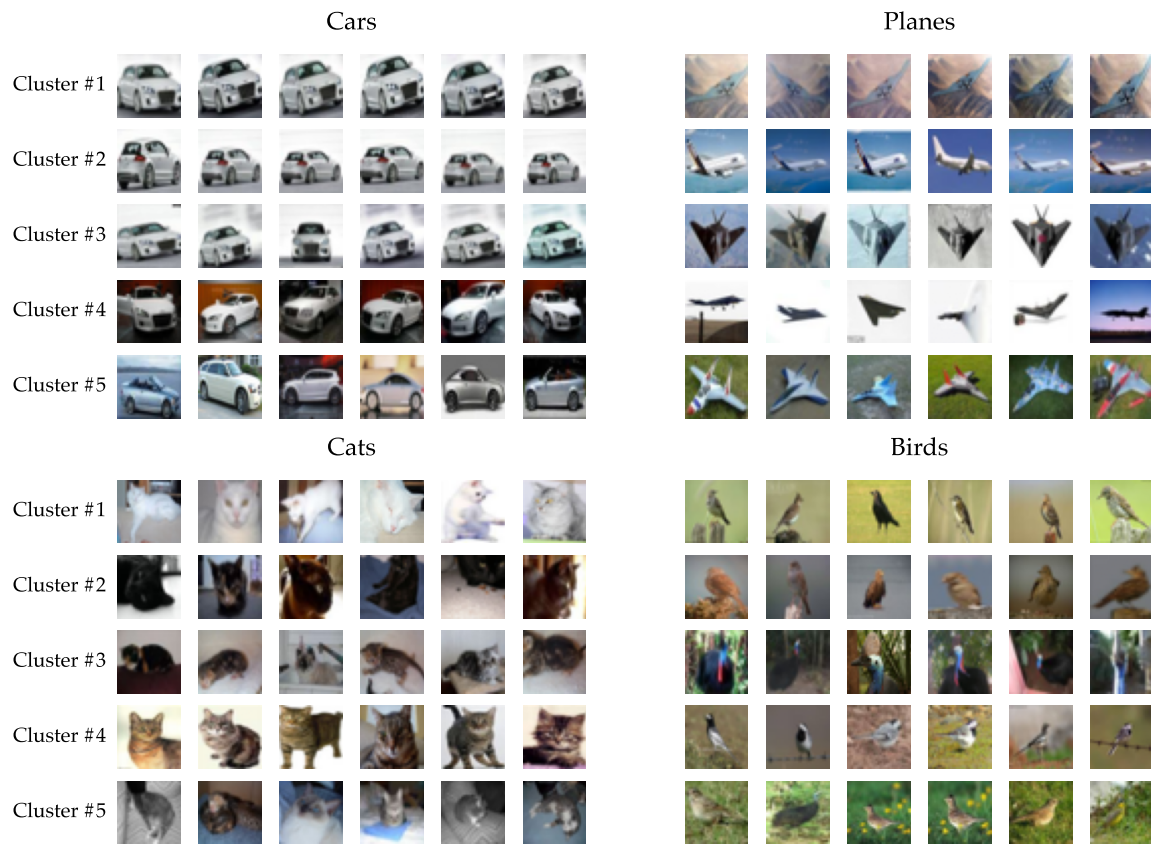 Cars
Planes
Cluster #1
Cluster #2
Cluster #3
Cluster #4
Cluster #5
Cats
Birds
Cluster #1
Cluster #2
Cluster #3
Cluster #4
Cluster #5